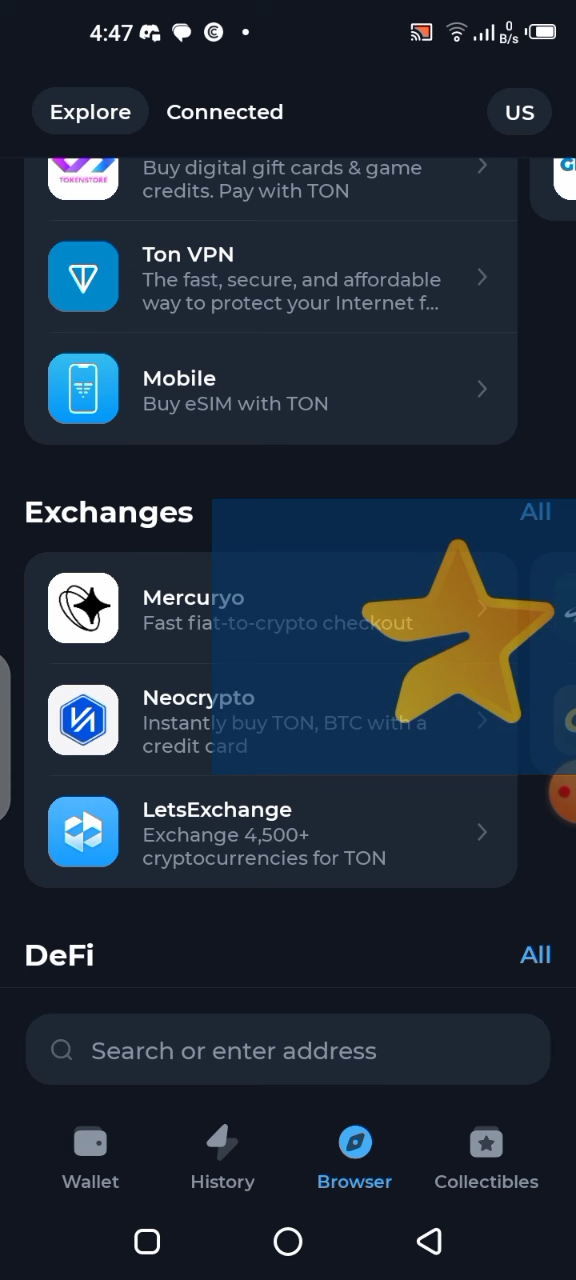 4:47
0
B/s
Explore
Connected
US
TOKENSTORE
Buy digital gift cards & game
credits. Pay with TON
Ton VPN
The fast, secure, and affordable
way to protect your Internet f...
Mobile
Buy eSIM with TON
Exchanges
All
Mercuryo
Fast fiat-to-crypto checkout
Neocrypto
Instantly buy TON, BTC with a
credit card
LetsExchange
Exchange 4,500+
cryptocurrencies for TON
DeFi
All
Search or enter address
Wallet
History
Browser
Collectibles